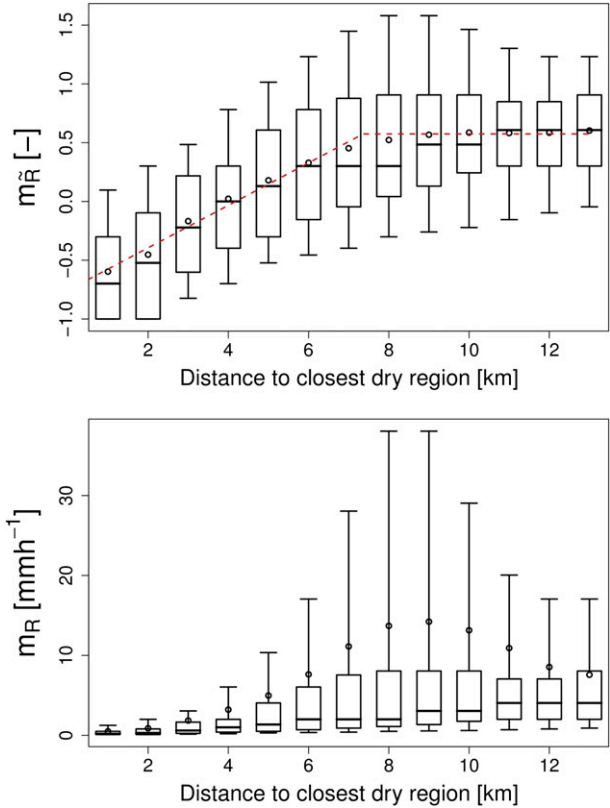 1.5
1.0
0.5
0.0
−0.5
−1.0
m_R̃ [−]
2 4 6 8 10 12
Distance to closest dry region [km]
30
20
10
0
m_R [mmh⁻¹]
2 4 6 8 10 12
Distance to closest dry region [km]